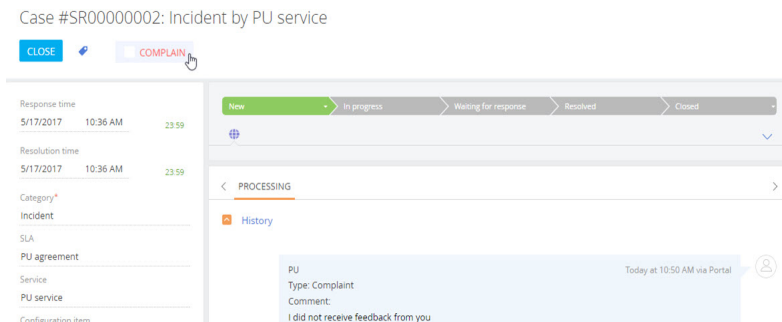 Case #SR00000002: Incident by PU service
CLOSE
COMPLAIN
Response time
5/17/2017 10:36 AM 23:59
Resolution time
5/17/2017 10:36 AM 23:59
Category*
Incident
SLA
PU agreement
Service
PU service
Configuration item
New
In progress
Waiting for response
Resolved
Closed
PROCESSING
History
PU
Today at 10:50 AM via Portal
Type: Complaint
Comment:
I did not receive feedback from you